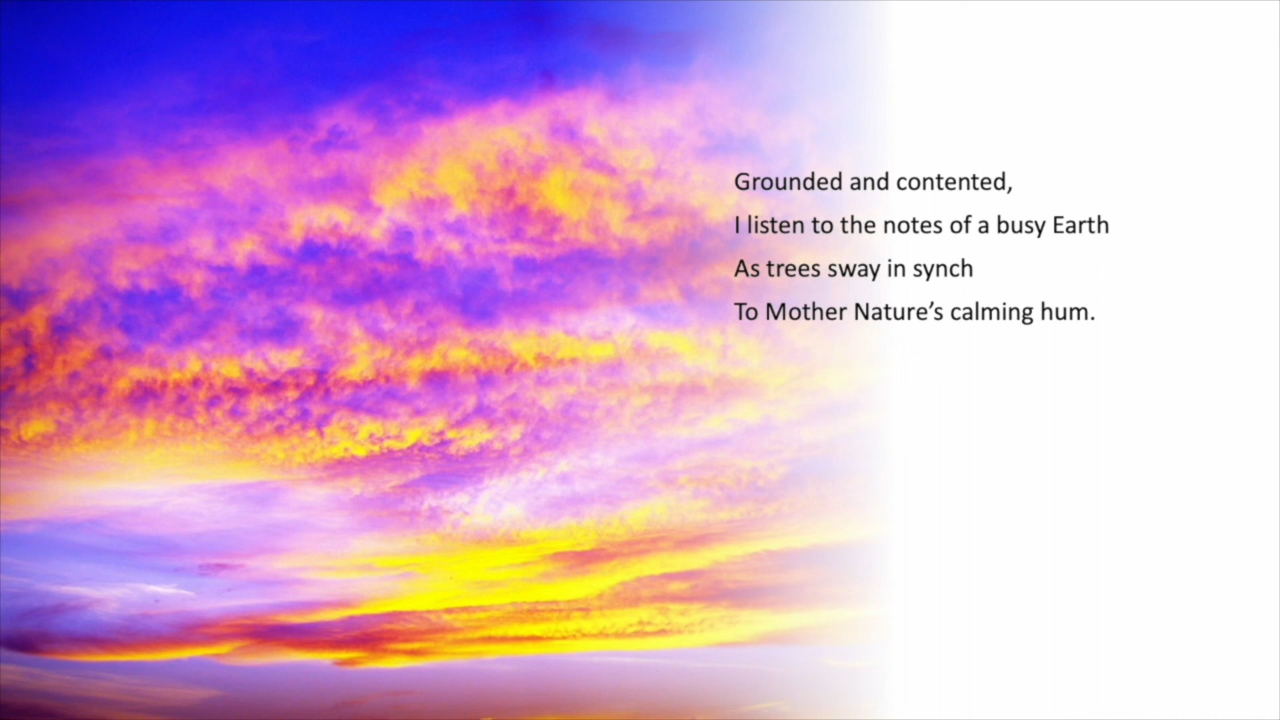 Grounded and contented,
I listen to the notes of a busy Earth
As trees sway in synch
To Mother Nature’s calming hum.